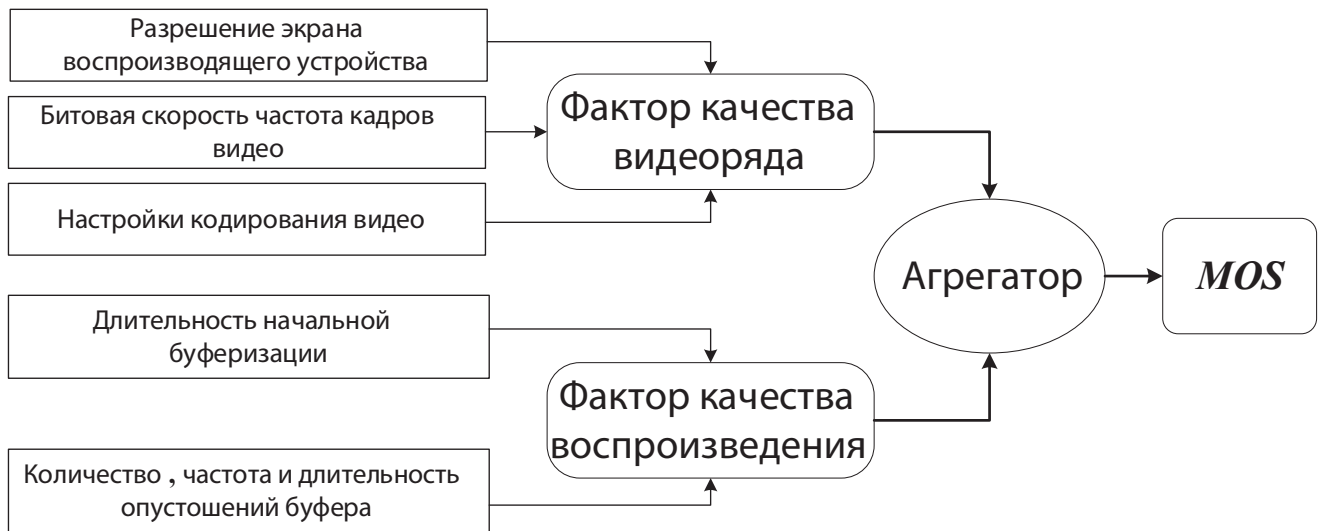 Разрешение экрана
воспроизводящего устройства
Битовая скорость частота кадров
видео
Настройки кодирования видео
Фактор качества
видеоряда
Длительность начальной
буферизации
Количество , частота и длительность
опустошений буфера
Фактор качества
воспроизведения
Агрегатор
MOS